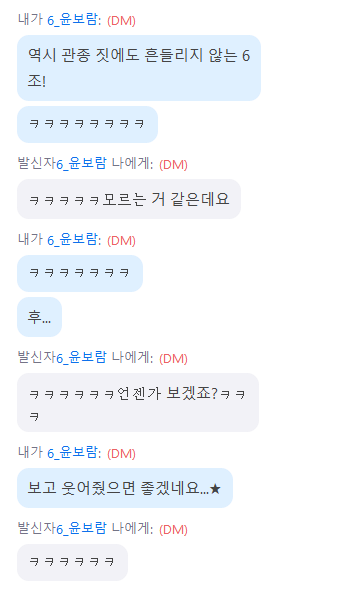 내가 6_윤보람: (DM)
역시 관종 짓에도 흔들리지 않는 6
조!
ㅋㅋㅋㅋㅋㅋㅋㅋ
발신자6_윤보람 나에게: (DM)
ㅋㅋㅋㅋㅋ모르는 거 같은데요
내가 6_윤보람: (DM)
ㅋㅋㅋㅋㅋㅋㅋ
후...
발신자6_윤보람 나에게: (DM)
ㅋㅋㅋㅋㅋㅋ언젠가 보겠죠?ㅋㅋ
ㅋ
내가 6_윤보람: (DM)
보고 웃어줬으면 좋겠네요...★
발신자6_윤보람 나에게: (DM)
ㅋㅋㅋㅋㅋㅋ